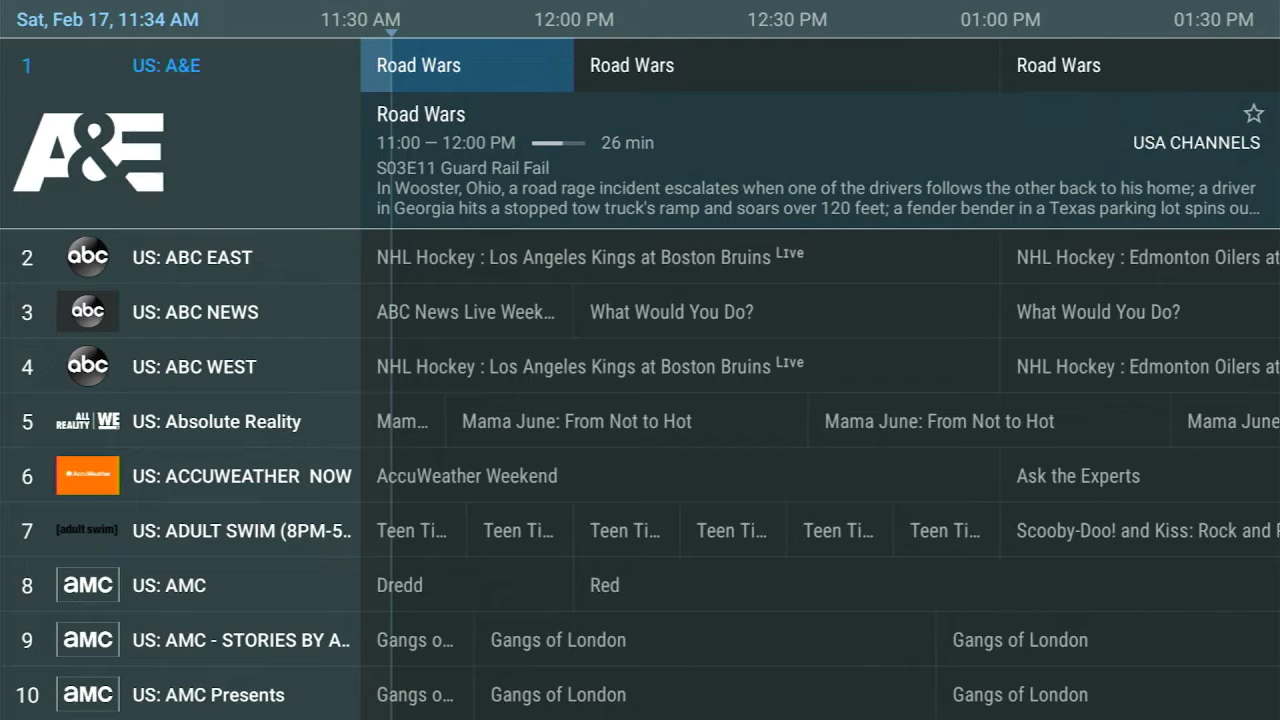 Sat, Feb 17, 11:34 AM 11:30 AM 12:00 PM 12:30 PM 01:00 PM 01:30 PM
1 US: A&E Road Wars Road Wars Road Wars
A&E
Road Wars
11:00 — 12:00 PM 26 min USA CHANNELS
S03E11 Guard Rail Fail
In Wooster, Ohio, a road rage incident escalates when one of the drivers follows the other back to his home; a driver
in Georgia hits a stopped tow truck's ramp and soars over 120 feet; a fender bender in a Texas parking lot spins ou...
2 abc US: ABC EAST NHL Hockey : Los Angeles Kings at Boston Bruins Live NHL Hockey : Edmonton Oilers at
3 abc US: ABC NEWS ABC News Live Week... What Would You Do? What Would You Do?
4 abc US: ABC WEST NHL Hockey : Los Angeles Kings at Boston Bruins Live NHL Hockey : Edmonton Oilers at
5 ALL REALITY WE US: Absolute Reality Mam... Mama June: From Not to Hot Mama June: From Not to Hot Mama June
6 AccuWeather US: ACCUWEATHER NOW AccuWeather Weekend Ask the Experts
7 [adult swim] US: ADULT SWIM (8PM-5.. Teen Ti... Teen Ti... Teen Ti... Teen Ti... Teen Ti... Teen Ti... Scooby-Doo! and Kiss: Rock and
8 aMC US: AMC Dredd Red
9 aMC US: AMC - STORIES BY A.. Gangs o... Gangs of London Gangs of London
10 aMC US: AMC Presents Gangs o... Gangs of London Gangs of London